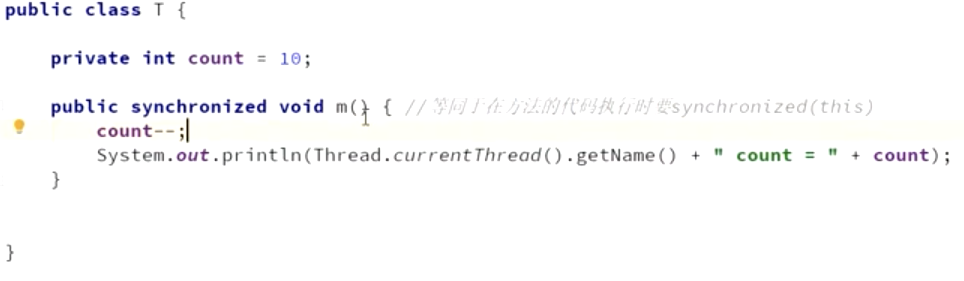 public class T {
private int count = 10;
public synchronized void m() { //等同于在方法的代码执行时要synchronized(this)
count--;
System.out.println(Thread.currentThread().getName() + " count = " + count);
}
}